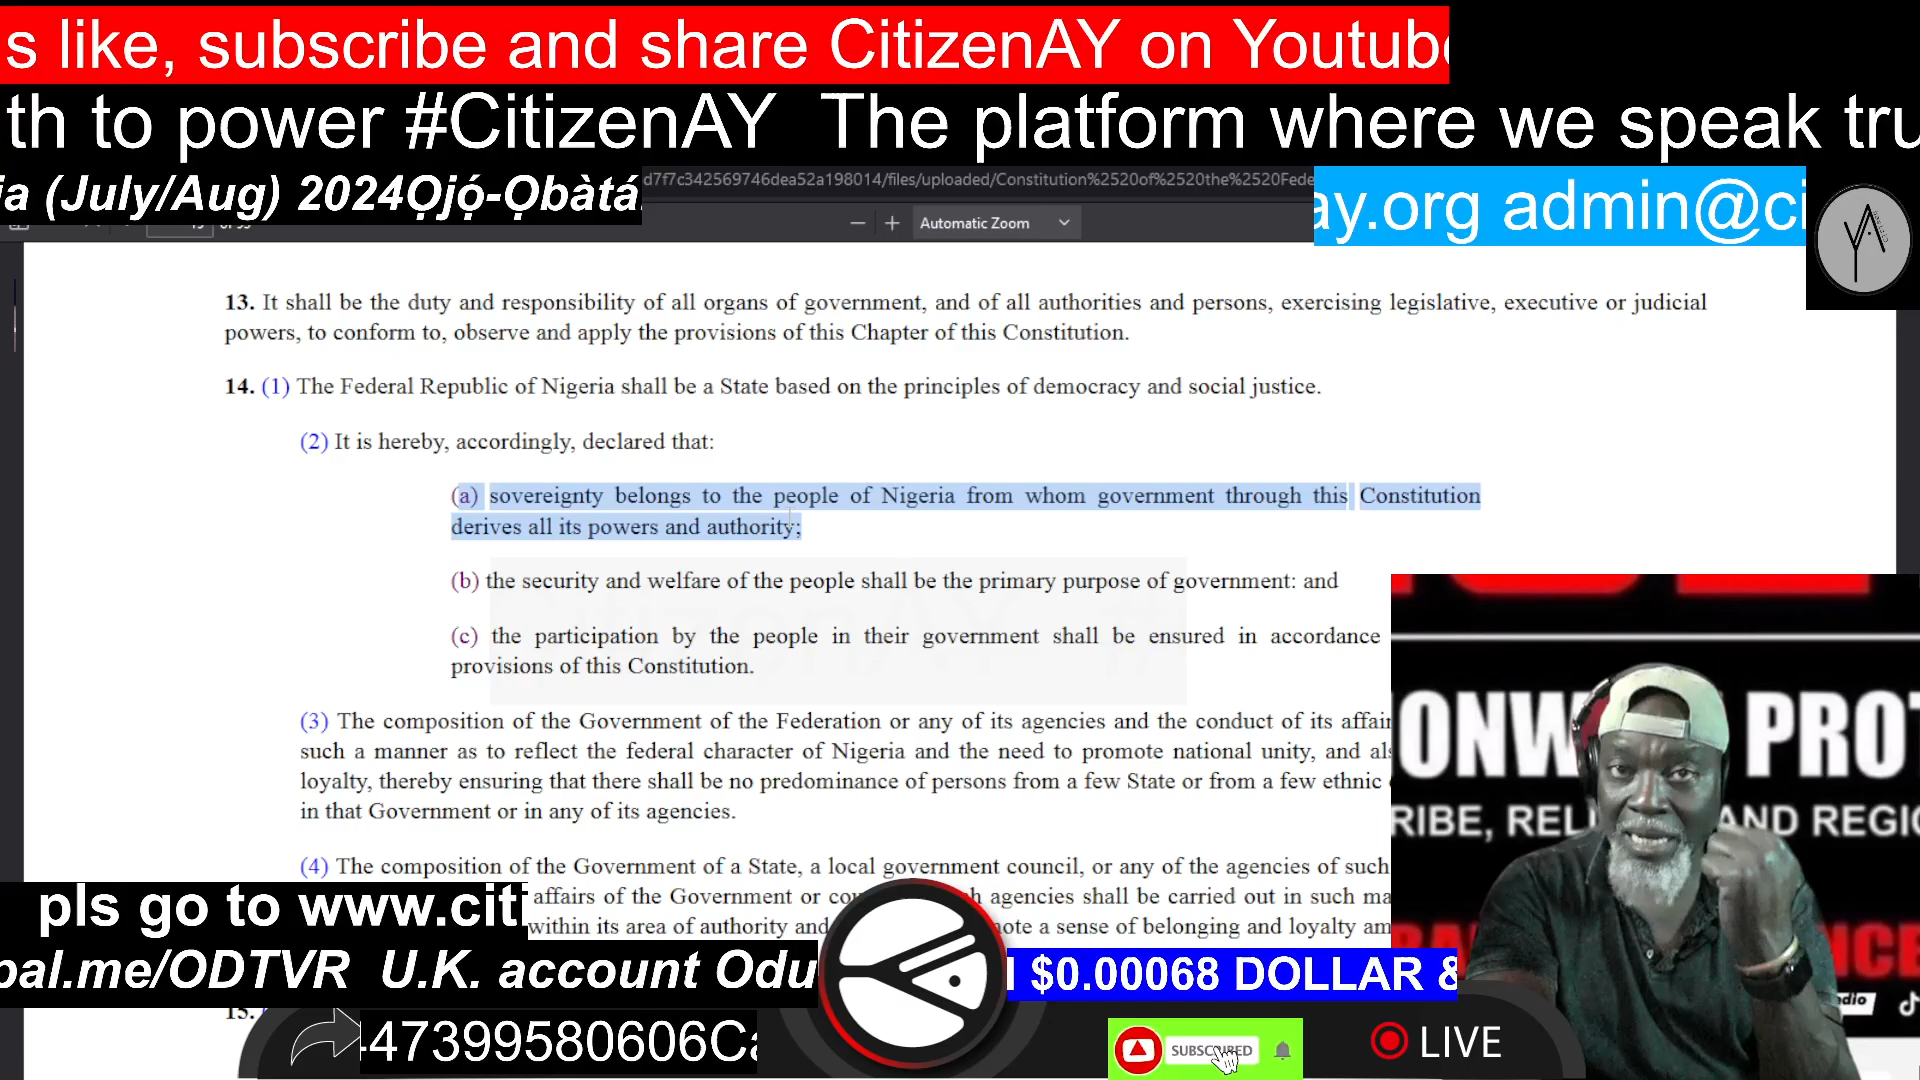 s like, subscribe and share CitizenAY on Youtube
th to power #CitizenAY The platform where we speak tru
ia (July/Aug) 2024Ọjọ́-Ọbàtá
d7f7c342569746dea52a198014/files/uploaded/Constitution%2520of%2520the%2520Fede
ay.org admin@ci
Automatic Zoom
13. It shall be the duty and responsibility of all organs of government, and of all authorities and persons, exercising legislative, executive or judicial
powers, to conform to, observe and apply the provisions of this Chapter of this Constitution.
14. (1) The Federal Republic of Nigeria shall be a State based on the principles of democracy and social justice.
(2) It is hereby, accordingly, declared that:
(a) sovereignty belongs to the people of Nigeria from whom government through this Constitution
derives all its powers and authority;
(b) the security and welfare of the people shall be the primary purpose of government: and
(c) the participation by the people in their government shall be ensured in accordance
provisions of this Constitution.
(3) The composition of the Government of the Federation or any of its agencies and the conduct of its affair
such a manner as to reflect the federal character of Nigeria and the need to promote national unity, and als
loyalty, thereby ensuring that there shall be no predominance of persons from a few State or from a few ethnic
in that Government or in any of its agencies.
(4) The composition of the Government of a State, a local government council, or any of the agencies of such
affairs of the Government or agencies shall be carried out in such ma
within its area of authority and ote a sense of belonging and loyalty am
15.
ONW PROT
RIBE, REL AND REGIO
NCE
pls go to www.citi
pal.me/ODTVR U.K. account Odu
$0.00068 DOLLAR &
447399580606Ca
SUBSCRIBED
LIVE